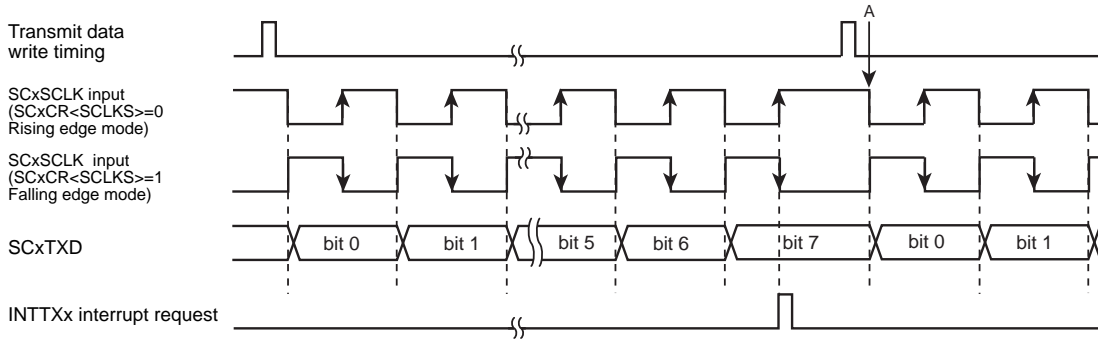 A
Transmit data
write timing
SCxSCLK input
(SCxCR<SCLKS>=0
Rising edge mode)
SCxSCLK input
(SCxCR<SCLKS>=1
Falling edge mode)
SCxTXD
bit 0 bit 1 bit 5 bit 6 bit 7 bit 0 bit 1
INTTXx interrupt request